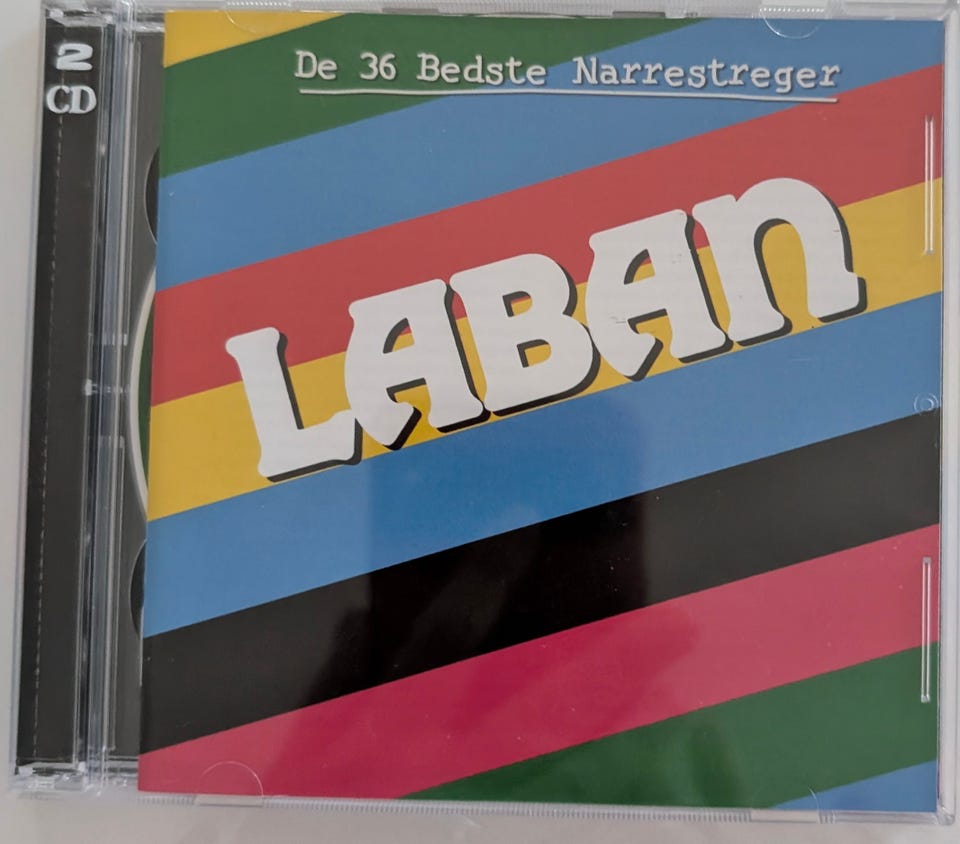 2
CD
De 36 Bedste Narrestreger
LABAN